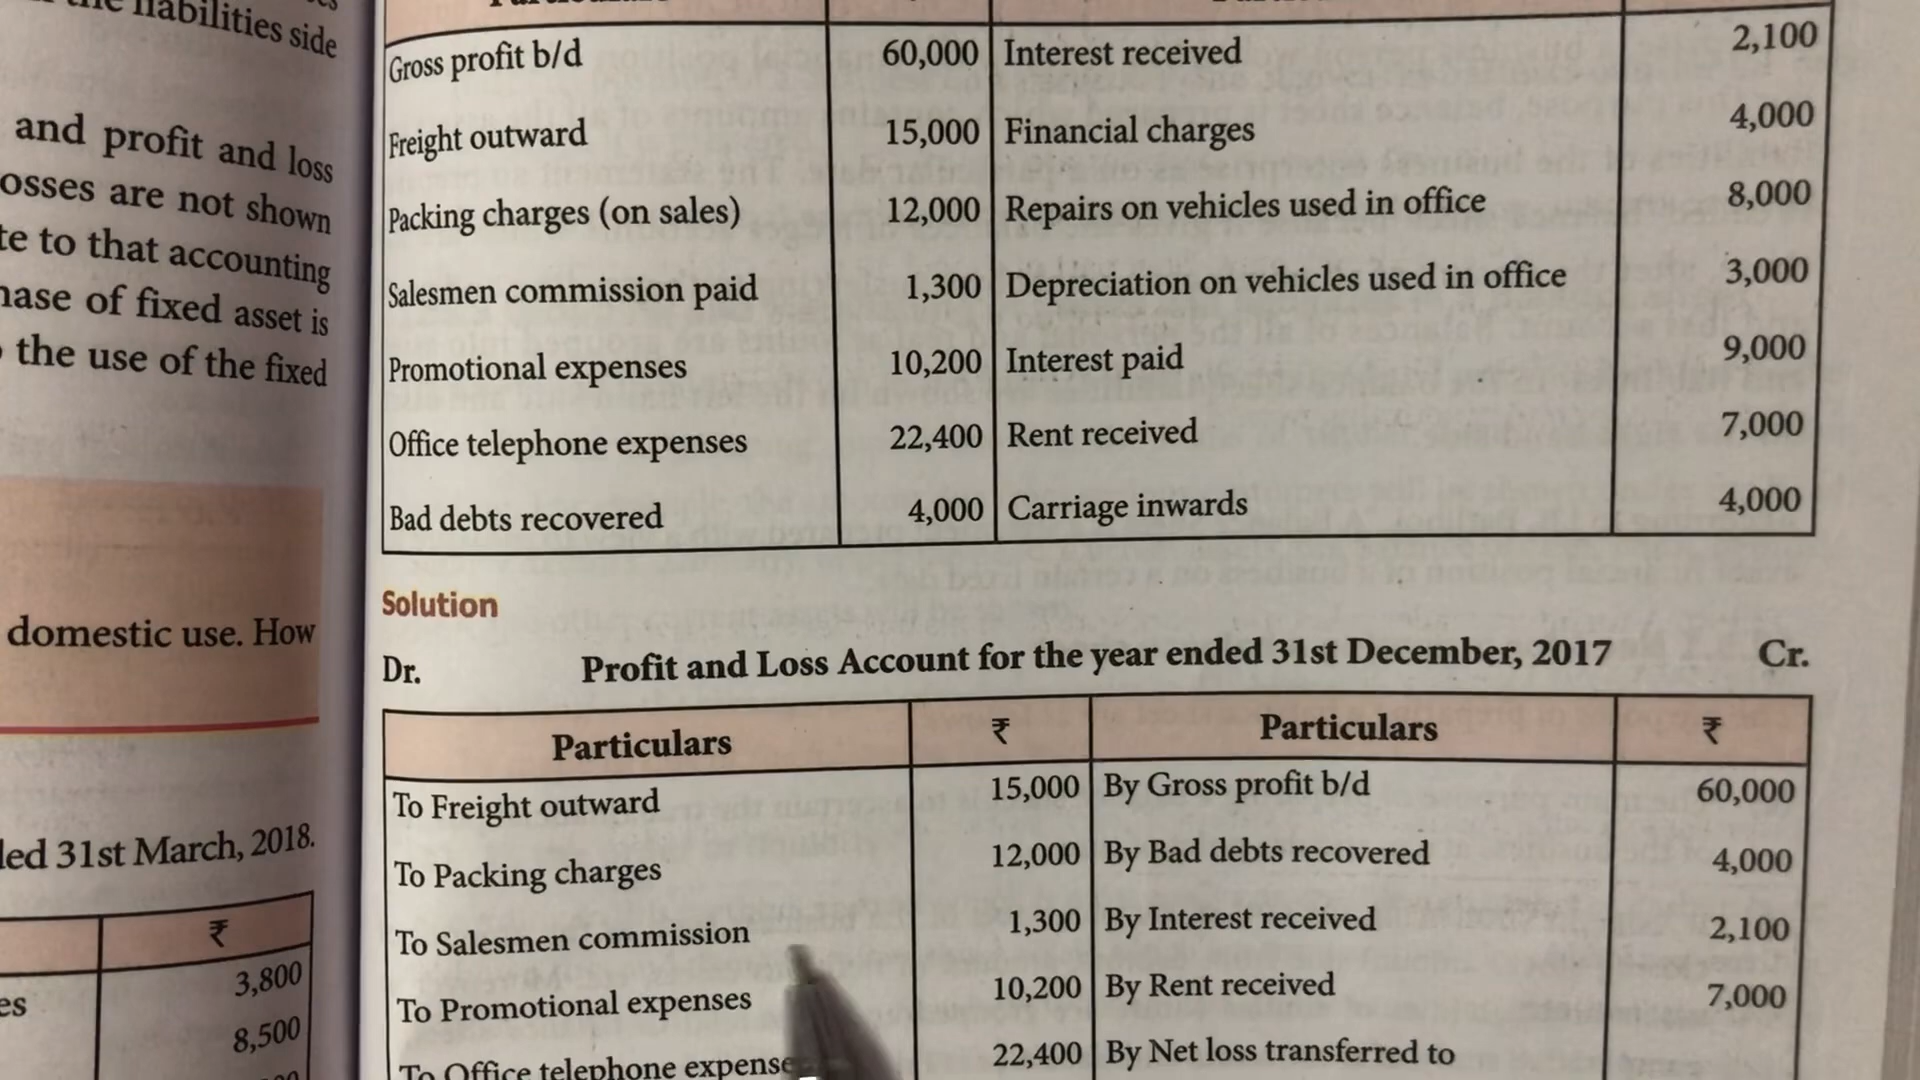 liabilities side
and profit and loss
osses are not shown
te to that accounting
hase of fixed asset is
the use of the fixed
domestic use. How
led 31st March, 2018.
₹
3,800
es
8,500
Gross profit b/d 60,000 Interest received 2,100
Freight outward 15,000 Financial charges 4,000
Packing charges (on sales) 12,000 Repairs on vehicles used in office 8,000
Salesmen commission paid 1,300 Depreciation on vehicles used in office 3,000
Promotional expenses 10,200 Interest paid 9,000
Office telephone expenses 22,400 Rent received 7,000
Bad debts recovered 4,000 Carriage inwards 4,000
Solution
Dr. Profit and Loss Account for the year ended 31st December, 2017 Cr.
Particulars ₹ Particulars ₹
To Freight outward 15,000 By Gross profit b/d 60,000
To Packing charges 12,000 By Bad debts recovered 4,000
To Salesmen commission 1,300 By Interest received 2,100
To Promotional expenses 10,200 By Rent received 7,000
To Office telephone expense 22,400 By Net loss transferred to